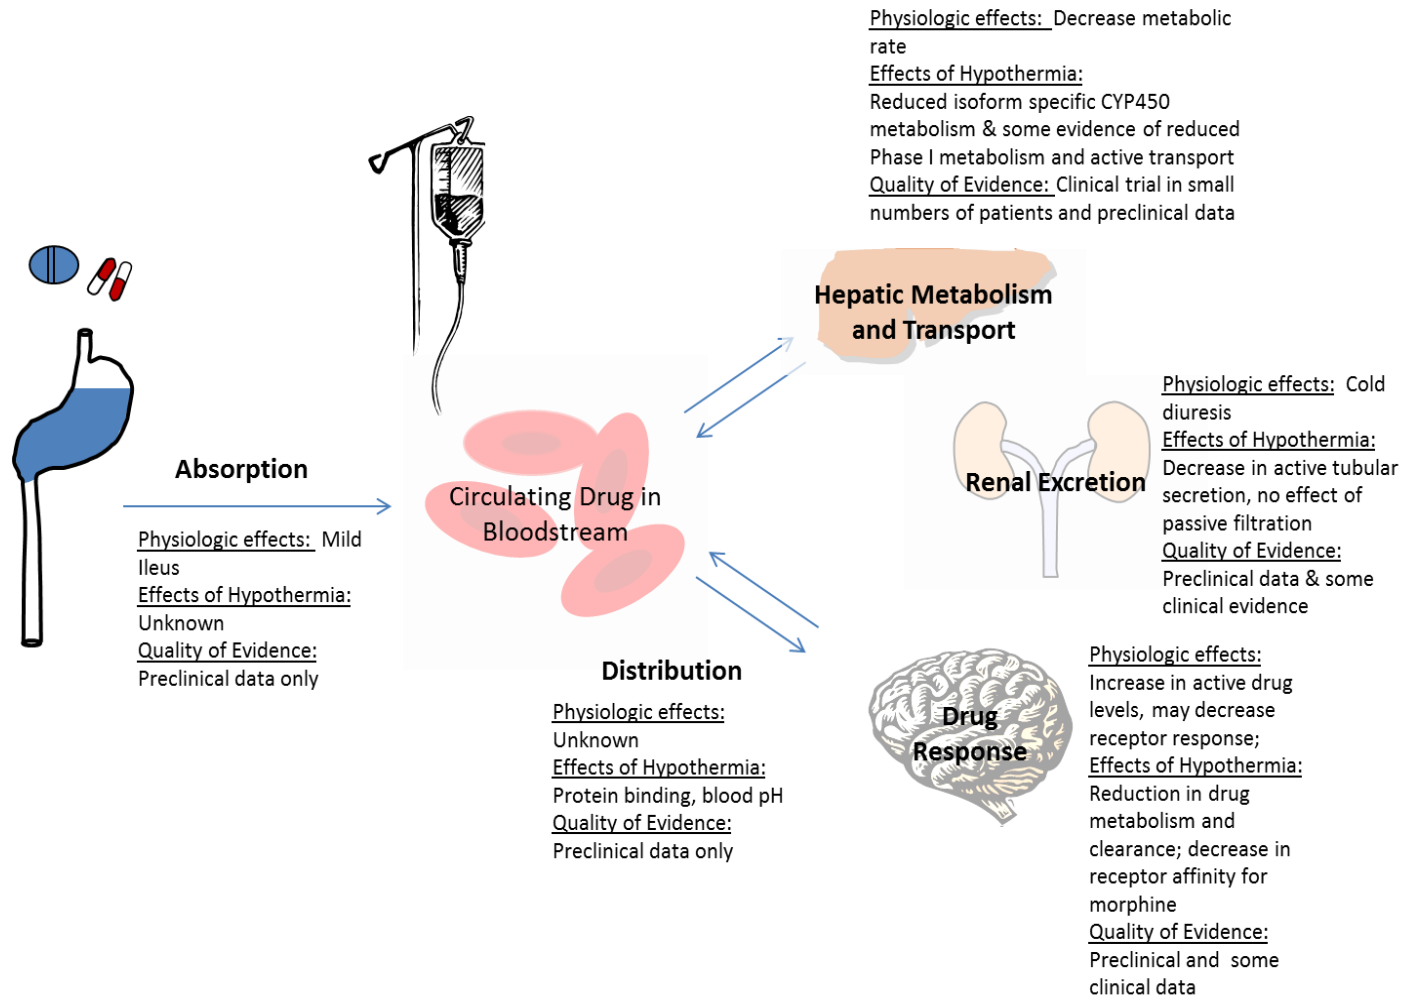 Physiologic effects: Decrease metabolic
rate
Effects of Hypothermia:
Reduced isoform specific CYP450
metabolism & some evidence of reduced
Phase I metabolism and active transport
Quality of Evidence: Clinical trial in small
numbers of patients and preclinical data
Hepatic Metabolism
and Transport
Absorption
Physiologic effects: Mild
Ileus
Effects of Hypothermia:
Unknown
Quality of Evidence:
Preclinical data only
Circulating Drug in
Bloodstream
Renal Excretion
Physiologic effects: Cold
diuresis
Effects of Hypothermia:
Decrease in active tubular
secretion, no effect of
passive filtration
Quality of Evidence:
Preclinical data & some
clinical evidence
Distribution
Physiologic effects:
Unknown
Effects of Hypothermia:
Protein binding, blood pH
Quality of Evidence:
Preclinical data only
Drug
Response
Physiologic effects:
Increase in active drug
levels, may decrease
receptor response;
Effects of Hypothermia:
Reduction in drug
metabolism and
clearance; decrease in
receptor affinity for
morphine
Quality of Evidence:
Preclinical and some
clinical data